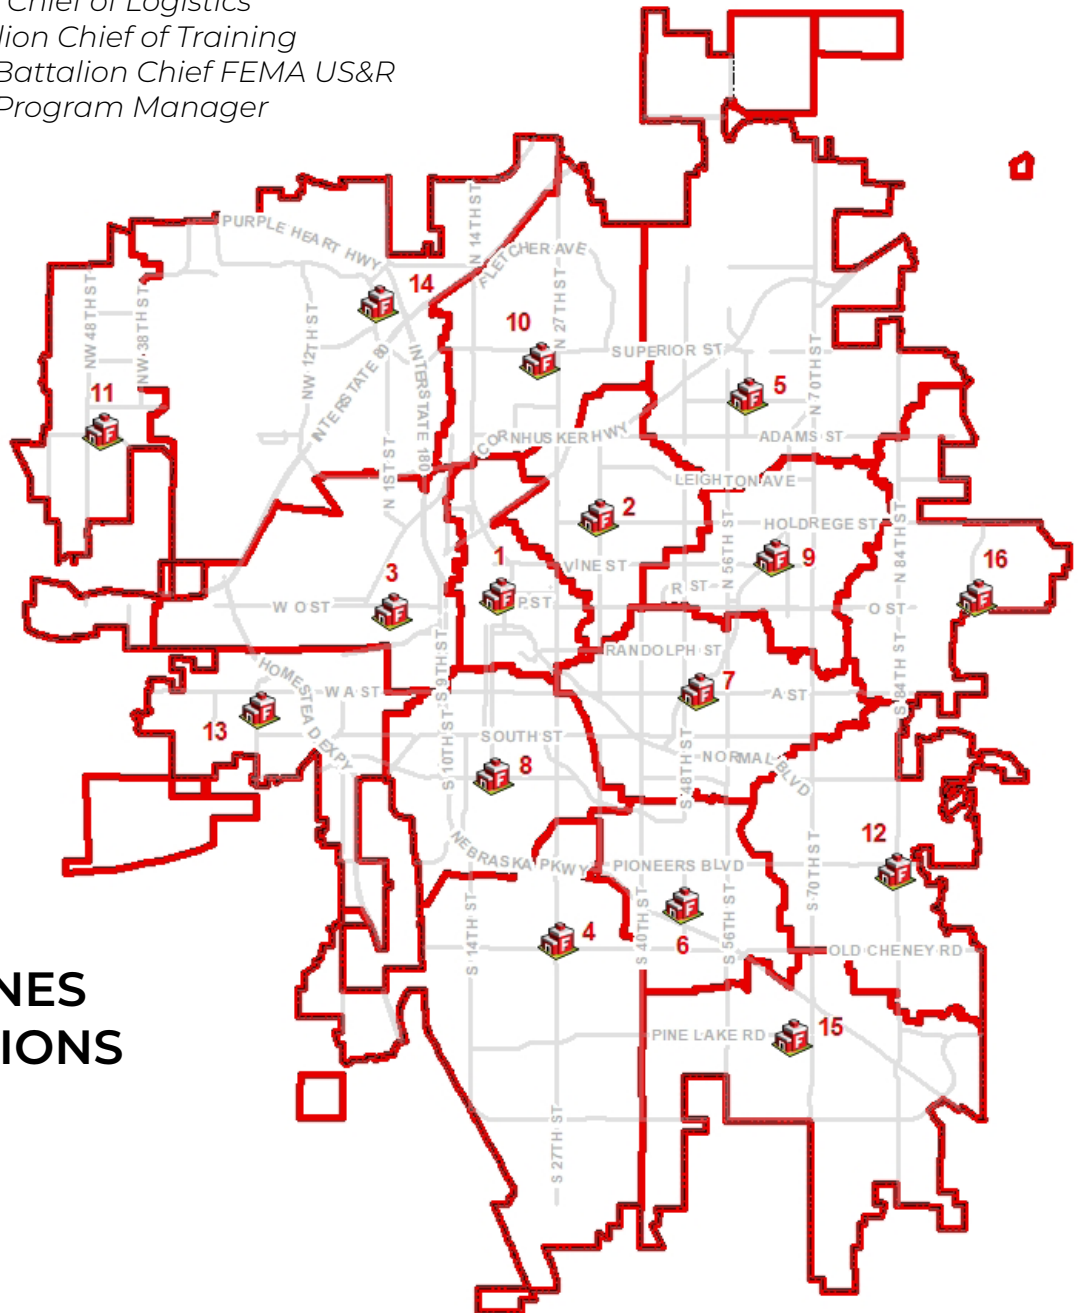 Chief of Logistics
lion Chief of Training
Battalion Chief FEMA US&R
Program Manager
PURPLE HEART HWY
N 14TH ST
FLETCHER AVE
14
NW 48TH ST
NW 38TH ST
NW 12TH ST
INTERSTATE 80
INTERSTATE 180
10
N 27TH ST
SUPERIOR ST
N 70TH ST
5
11
CORNHUSKER HWY
ADAMS ST
N 1ST ST
LEIGHTON AVE
2
N 56TH ST
HOLDREGE ST
N 84TH ST
9
1
VINE ST
R ST
16
3
W O ST
P ST
O ST
S 9TH ST
RANDOLPH ST
S 84TH ST
HOMESTEAD EXPY
W A ST
7
A ST
13
S 10TH ST
SOUTH ST
S 48TH ST
NORMAL BLVD
8
NEBRASKA PKWY
PIONEERS BLVD
S 70TH ST
12
S 14TH ST
4
S 40TH ST
6
S 56TH ST
OLD CHENEY RD
NES
IONS
PINE LAKE RD
15
S 27TH ST